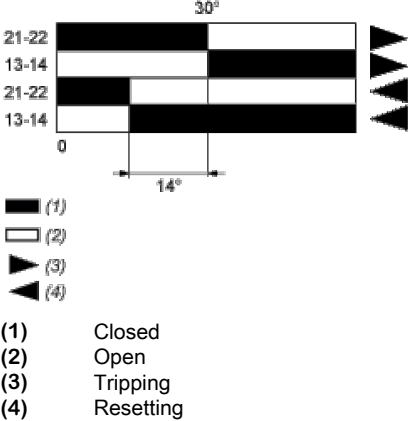 30°
21-22
13-14
21-22
13-14
0
14°
(1)
(2)
(3)
(4)
(1) Closed
(2) Open
(3) Tripping
(4) Resetting